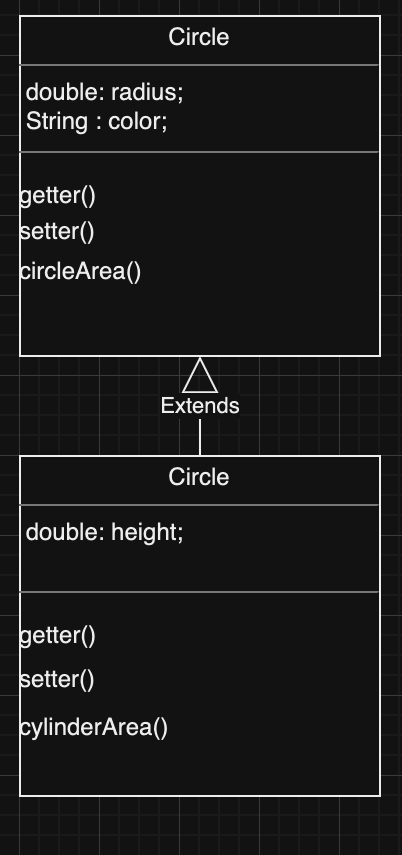 Circle
double: radius;
String : color;
getter()
setter()
circleArea()
Extends
Circle
double: height;
getter()
setter()
cylinderArea()